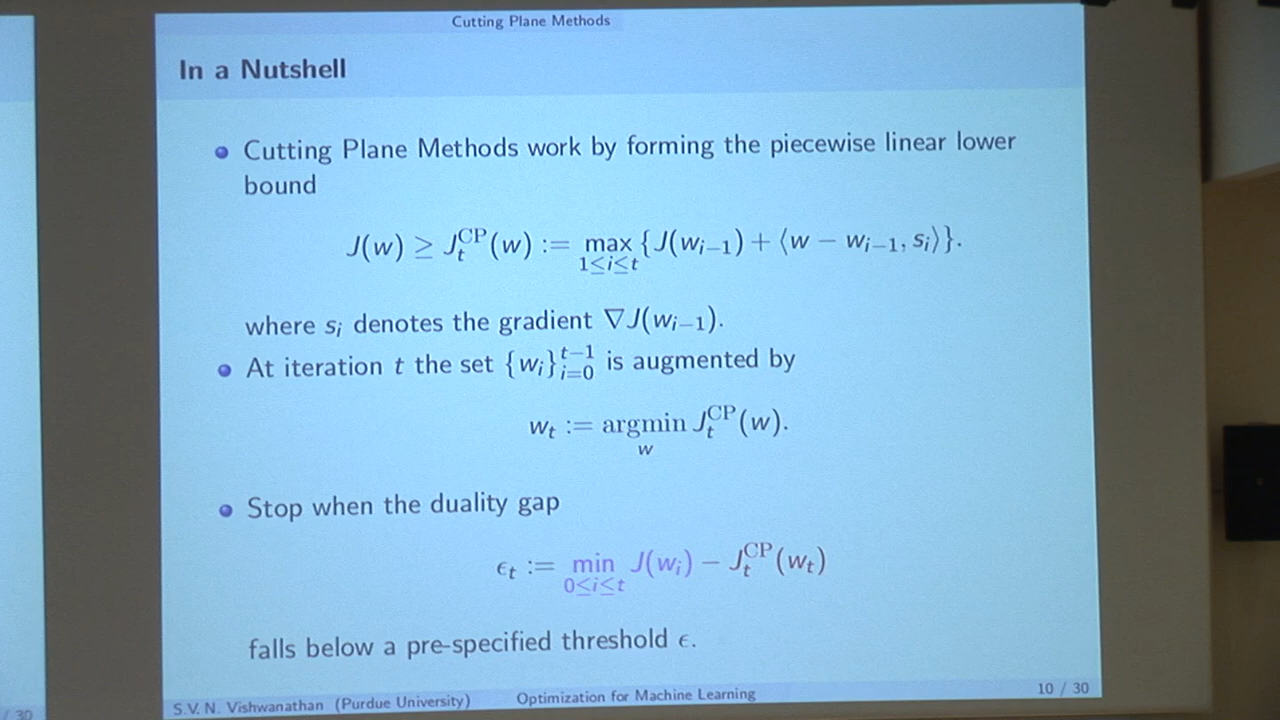 Cutting Plane Methods
In a Nutshell
Cutting Plane Methods work by forming the piecewise linear lower
bound
J(w) ≥ J_t^CP(w) := max_{1≤i≤t} {J(w_{i−1}) + ⟨w − w_{i−1}, s_i⟩}.
where s_i denotes the gradient ∇J(w_{i−1}).
At iteration t the set {w_i}_{i=0}^{t−1} is augmented by
w_t := argmin_w J_t^CP(w).
Stop when the duality gap
ϵ_t := min_{0≤i≤t} J(w_i) − J_t^CP(w_t)
falls below a pre-specified threshold ϵ.
S.V. N. Vishwanathan (Purdue University) Optimization for Machine Learning 10 / 30
/ 30